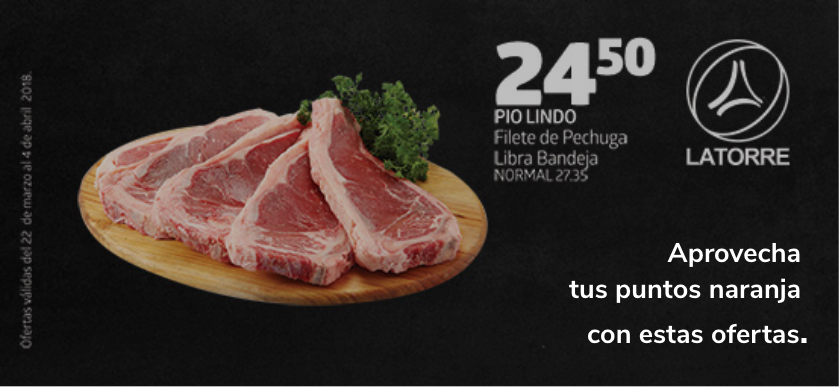 Ofertas válidas del 22 de marzo al 4 de abril 2018.
24 50
PIO LINDO
Filete de Pechuga
Libra Bandeja
NORMAL 27.35
LATORRE
Aprovecha
tus puntos naranja
con estas ofertas.